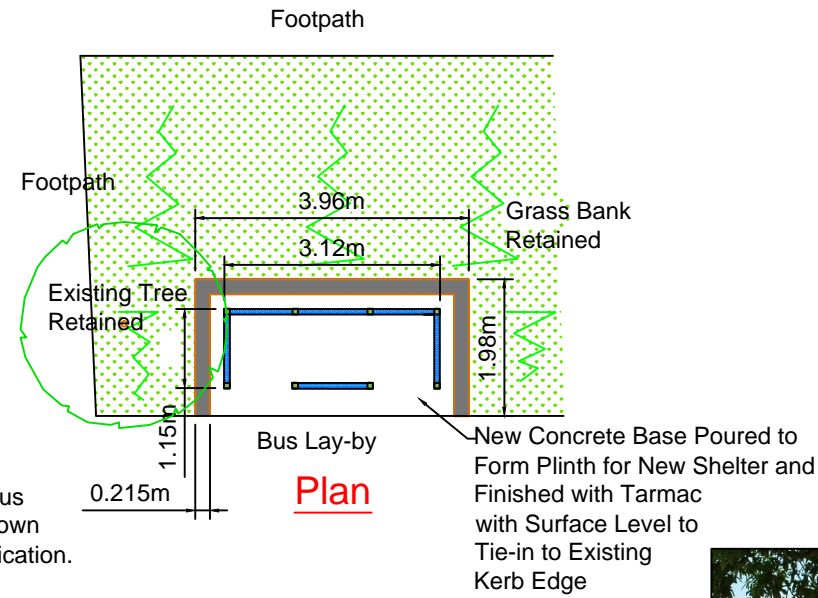 Footpath
Footpath
3.96m
Grass Bank
Retained
3.12m
Existing Tree
Retained
1.98m
1.15m
Bus Lay-by
New Concrete Base Poured to
Form Plinth for New Shelter and
Finished with Tarmac
with Surface Level to
Tie-in to Existing
Kerb Edge
0.215m
Plan